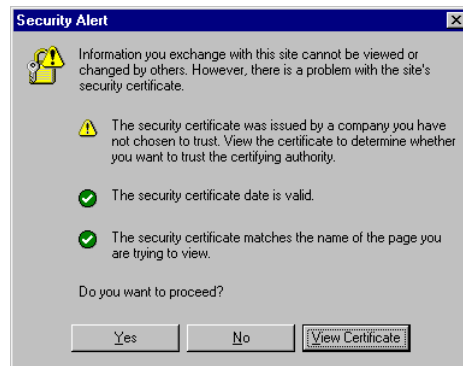 Security Alert
Information you exchange with this site cannot be viewed or
changed by others. However, there is a problem with the site's
security certificate.
The security certificate was issued by a company you have
not chosen to trust. View the certificate to determine whether
you want to trust the certifying authority.
The security certificate date is valid.
The security certificate matches the name of the page you
are trying to view.
Do you want to proceed?
Yes No View Certificate